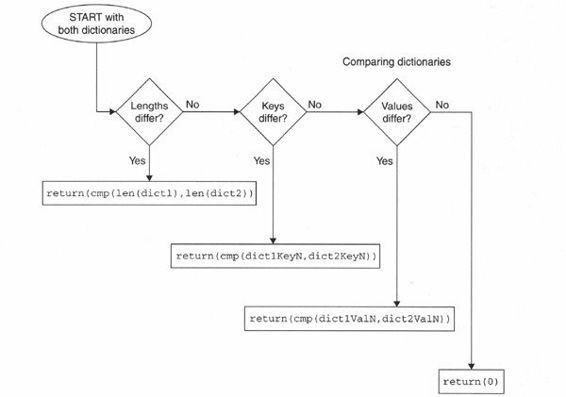 START with
both dictionaries
Comparing dictionaries
Lengths
differ?
No
Keys
differ?
No
Values
differ?
No
Yes
Yes
Yes
return(cmp(len(dict1),len(dict2))
return(cmp(dict1KeyN,dict2KeyN))
return(cmp(dict1ValN,dict2ValN))
return(0)